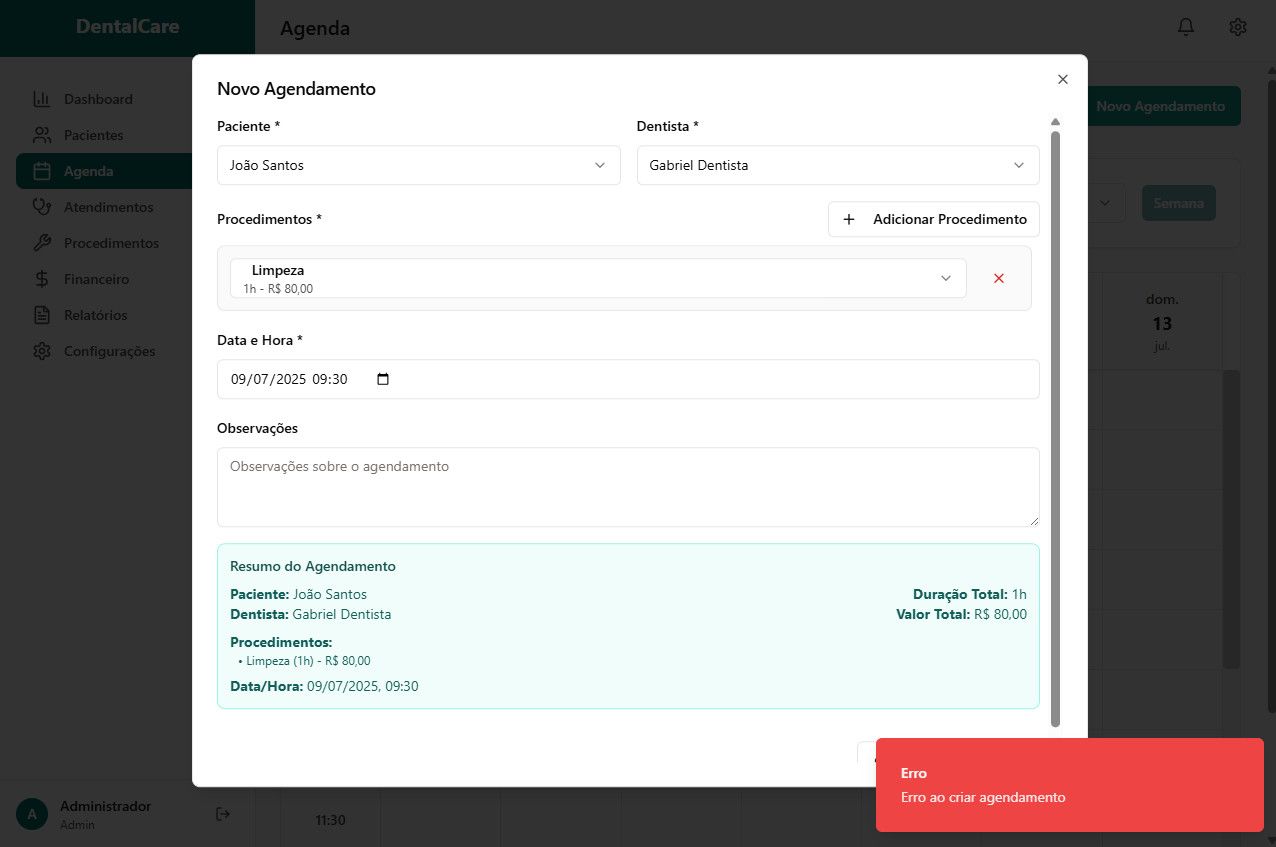 DentalCare
Agenda
Dashboard
Pacientes
Agenda
Atendimentos
Procedimentos
Financeiro
Relatórios
Configurações
A
Administrador
Admin
Novo Agendamento
Semana
dom.
13
jul.
11:30
Novo Agendamento
Paciente *
Dentista *
João Santos
Gabriel Dentista
Procedimentos *
+ Adicionar Procedimento
Limpeza
1h - R$ 80,00
Data e Hora *
09/07/2025 09:30
Observações
Observações sobre o agendamento
Resumo do Agendamento
Paciente: João Santos
Duração Total: 1h
Dentista: Gabriel Dentista
Valor Total: R$ 80,00
Procedimentos:
• Limpeza (1h) - R$ 80,00
Data/Hora: 09/07/2025, 09:30
Erro
Erro ao criar agendamento